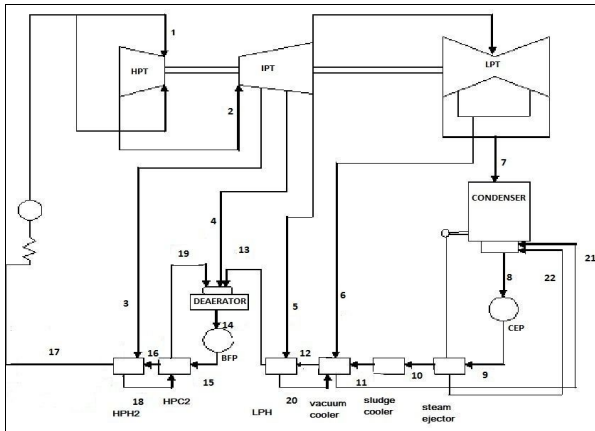 1
HPT
IPT
LPT
2
7
CONDENSER
19
4
13
21
3
DEAERATOR
5
6
8
22
14
BFP
CEP
17
16
15
12
11
10
9
18
20
HPH2
HPC2
LPH
vacuum
cooler
sludge
cooler
steam
ejector